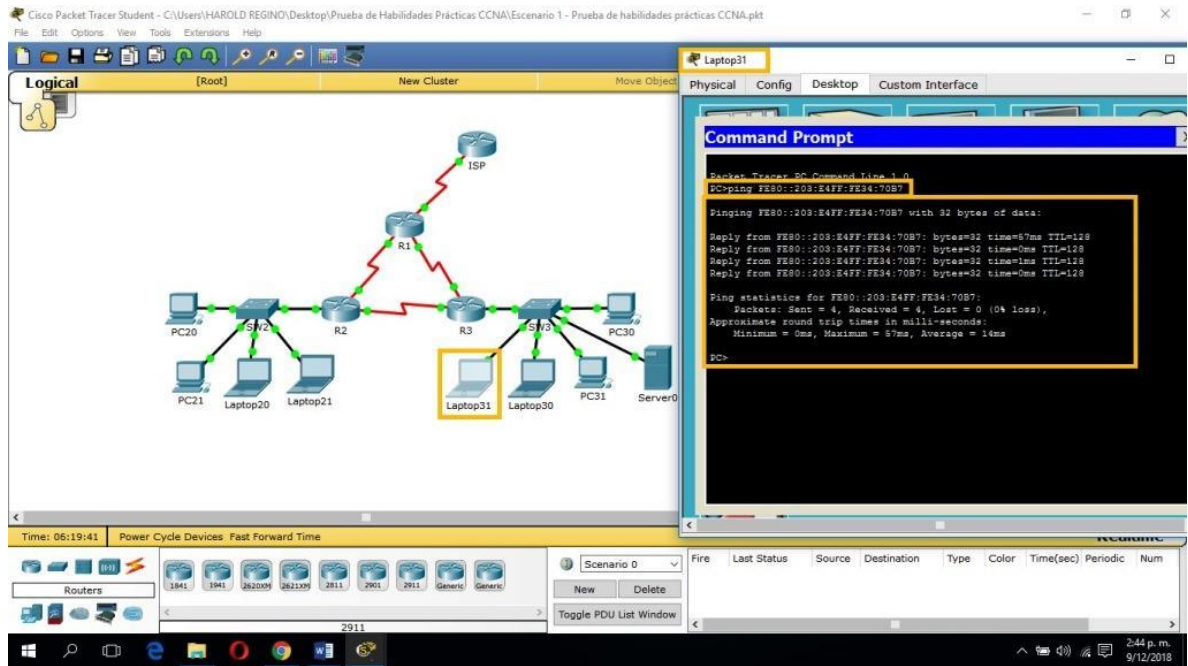 Cisco Packet Tracer Student - C:\Users\HAROLD REGINO\Desktop\Prueba de Habilidades Prácticas CCNA\Escenario 1 - Prueba de habilidades prácticas CCNA.pkt
File Edit Options View Tools Extensions Help
Logical [Root] New Cluster Move Object
ISP
R1
PC20 SW2 R2 R3 SW3 PC30
PC21 Laptop20 Laptop21 Laptop31 Laptop30 PC31 Server0
Laptop31
Physical Config Desktop Custom Interface
Command Prompt X
Packet Tracer PC Command Line 1.0
PC>ping FE80::203:E4FF:FE34:70B7
Pinging FE80::203:E4FF:FE34:70B7 with 32 bytes of data:
Reply from FE80::203:E4FF:FE34:70B7: bytes=32 time=57ms TTL=128
Reply from FE80::203:E4FF:FE34:70B7: bytes=32 time=0ms TTL=128
Reply from FE80::203:E4FF:FE34:70B7: bytes=32 time=1ms TTL=128
Reply from FE80::203:E4FF:FE34:70B7: bytes=32 time=0ms TTL=128
Ping statistics for FE80::203:E4FF:FE34:70B7:
Packets: Sent = 4, Received = 4, Lost = 0 (0% loss),
Approximate round trip times in milli-seconds:
Minimum = 0ms, Maximum = 57ms, Average = 14ms
PC>
Time: 06:19:41 Power Cycle Devices Fast Forward Time
Routers
1841 1941 2620XM 2621XM 2811 2901 2911 Generic Generic
2911
Scenario 0
New Delete
Toggle PDU List Window
Fire Last Status Source Destination Type Color Time(sec) Periodic Num
2:44 p. m.
9/12/2018